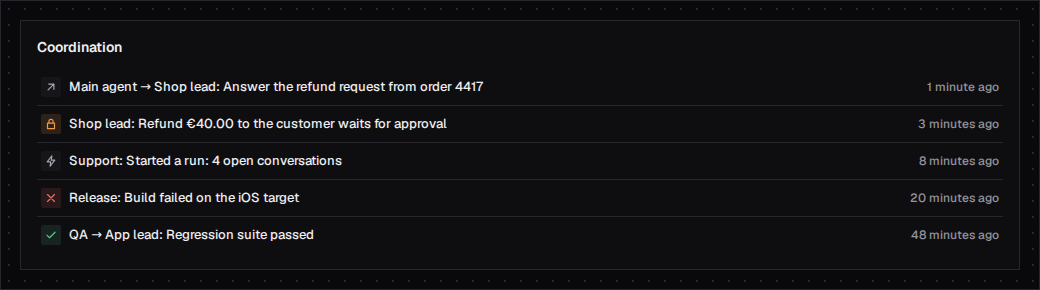 Coordination
Main agent → Shop lead: Answer the refund request from order 4417
1 minute ago
Shop lead: Refund €40.00 to the customer waits for approval
3 minutes ago
Support: Started a run: 4 open conversations
8 minutes ago
Release: Build failed on the iOS target
20 minutes ago
QA → App lead: Regression suite passed
48 minutes ago